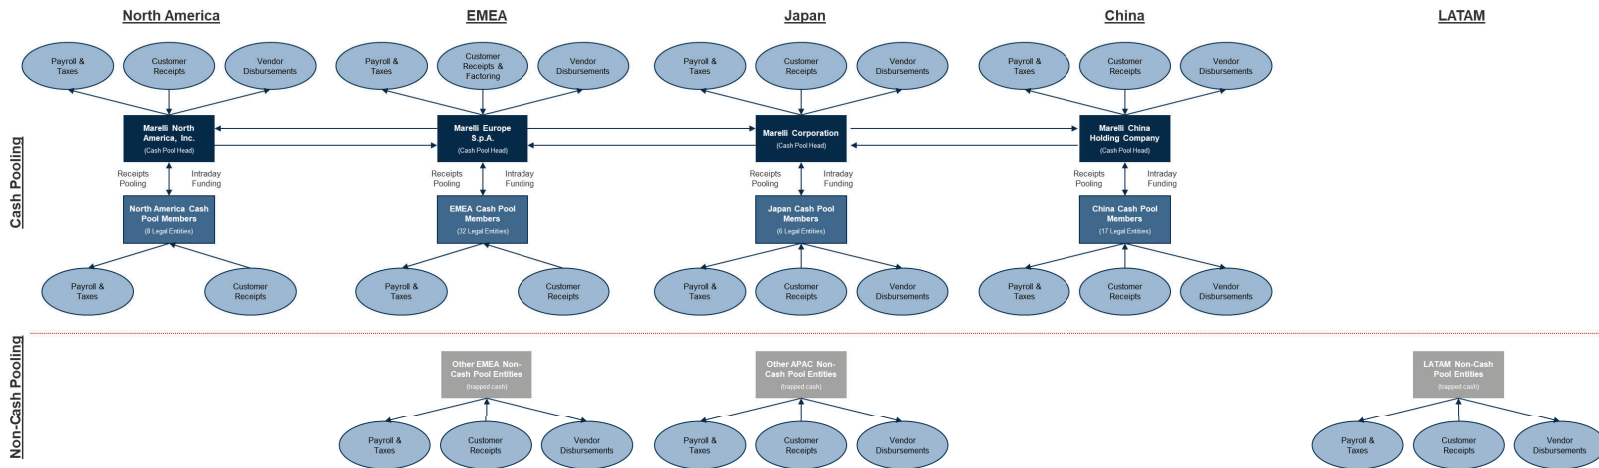 North America
EMEA
Japan
China
LATAM
Payroll &
Taxes
Customer
Receipts
Vendor
Disbursements
Payroll &
Taxes
Customer
Receipts &
Factoring
Vendor
Disbursements
Payroll &
Taxes
Customer
Receipts
Vendor
Disbursements
Payroll &
Taxes
Customer
Receipts
Vendor
Disbursements
Cash Pooling
Marelli North
America, Inc.
(Cash Pool Head)
Marelli Europe
S.p.A.
(Cash Pool Head)
Marelli Corporation
(Cash Pool Head)
Marelli China
Holding Company
(Cash Pool Head)
Receipts
Pooling
Intraday
Funding
Receipts
Pooling
Intraday
Funding
Receipts
Pooling
Intraday
Funding
Receipts
Pooling
Intraday
Funding
North America Cash
Pool Members
(8 Legal Entities)
EMEA Cash Pool
Members
(32 Legal Entities)
Japan Cash Pool
Members
(6 Legal Entities)
China Cash Pool
Members
(17 Legal Entities)
Payroll &
Taxes
Customer
Receipts
Payroll &
Taxes
Customer
Receipts
Payroll &
Taxes
Customer
Receipts
Vendor
Disbursements
Payroll &
Taxes
Customer
Receipts
Vendor
Disbursements
Non-Cash Pooling
Other EMEA Non-
Cash Pool Entities
(trapped cash)
Other APAC Non-
Cash Pool Entities
(trapped cash)
LATAM Non-Cash
Pool Entities
(trapped cash)
Payroll &
Taxes
Customer
Receipts
Vendor
Disbursements
Payroll &
Taxes
Customer
Receipts
Vendor
Disbursements
Payroll &
Taxes
Customer
Receipts
Vendor
Disbursements